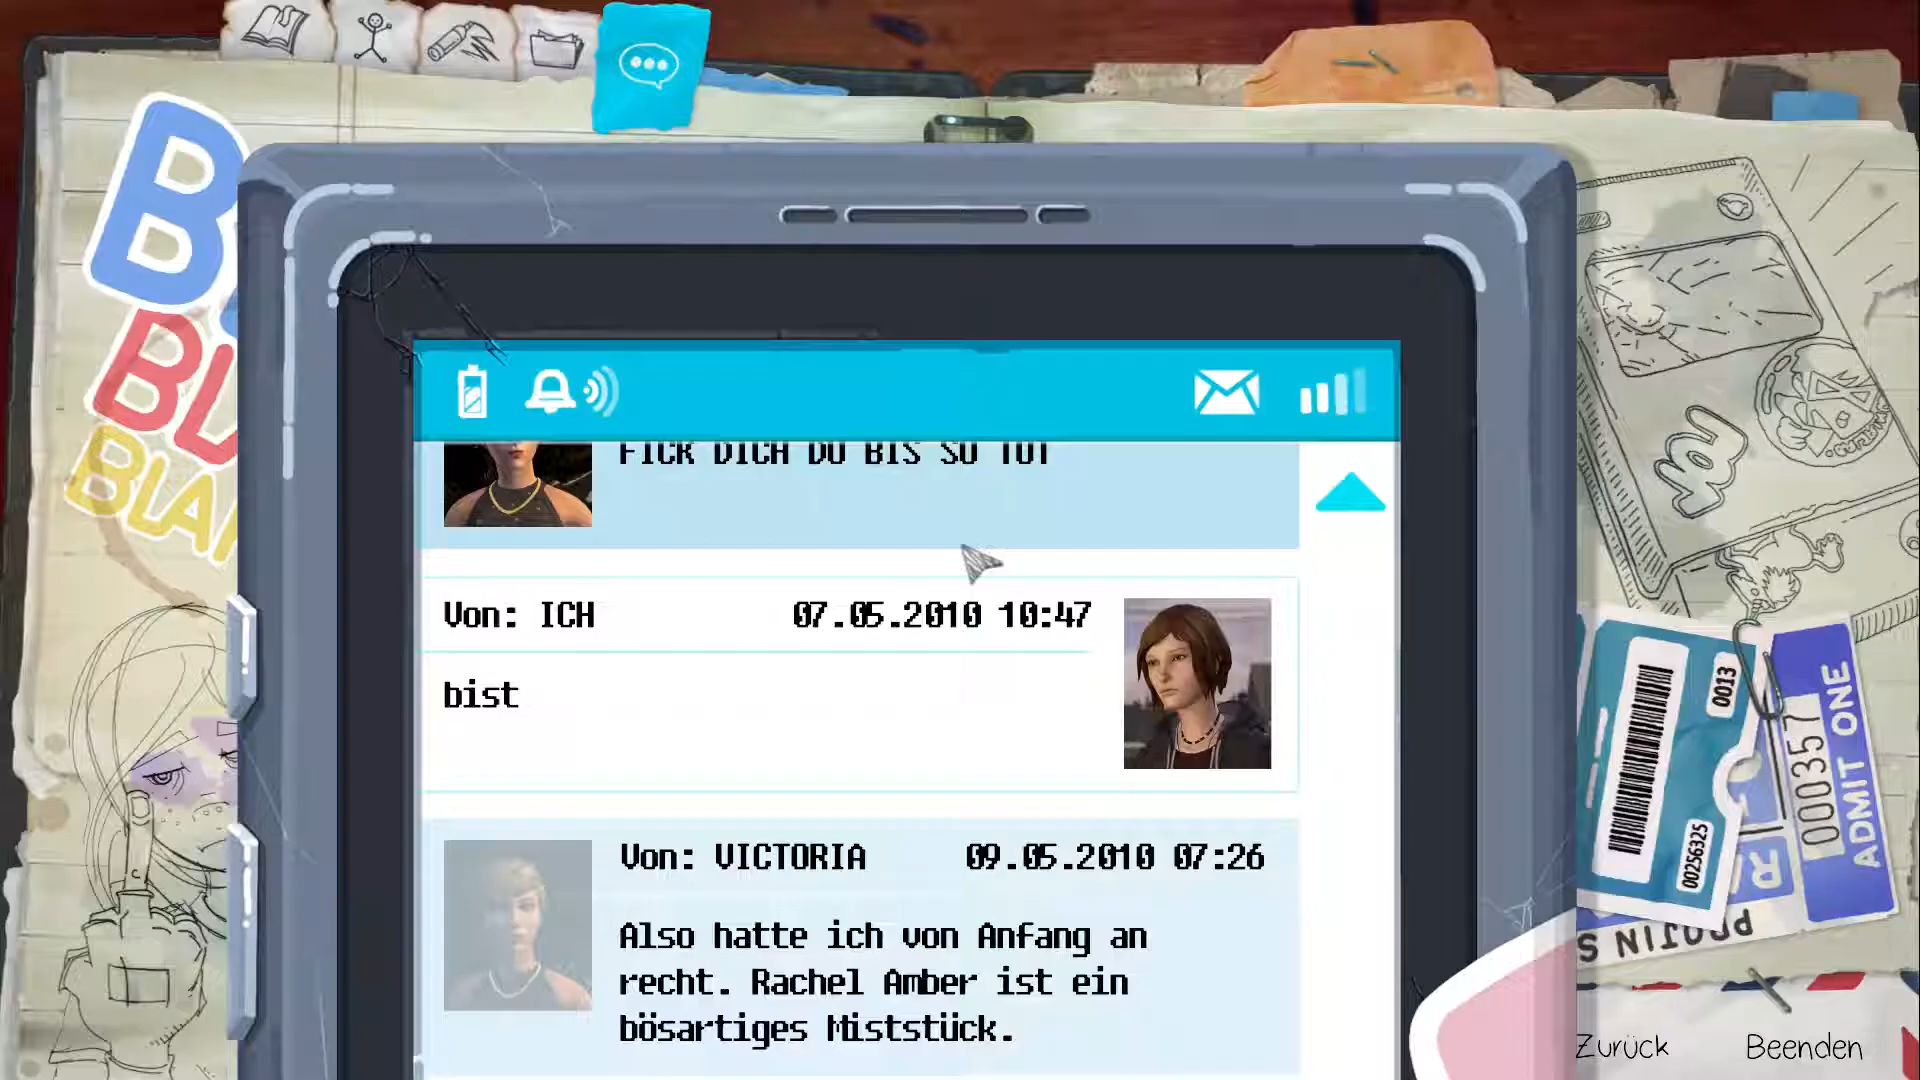 FICK DICH DU BIS SO TOT
Von: ICH 07.05.2010 10:47
bist
Von: VICTORIA 09.05.2010 07:26
Also hatte ich von Anfang an
recht. Rachel Amber ist ein
bösartiges Miststück.
0013
00256325
000357
ADMIT ONE
Zurück Beenden